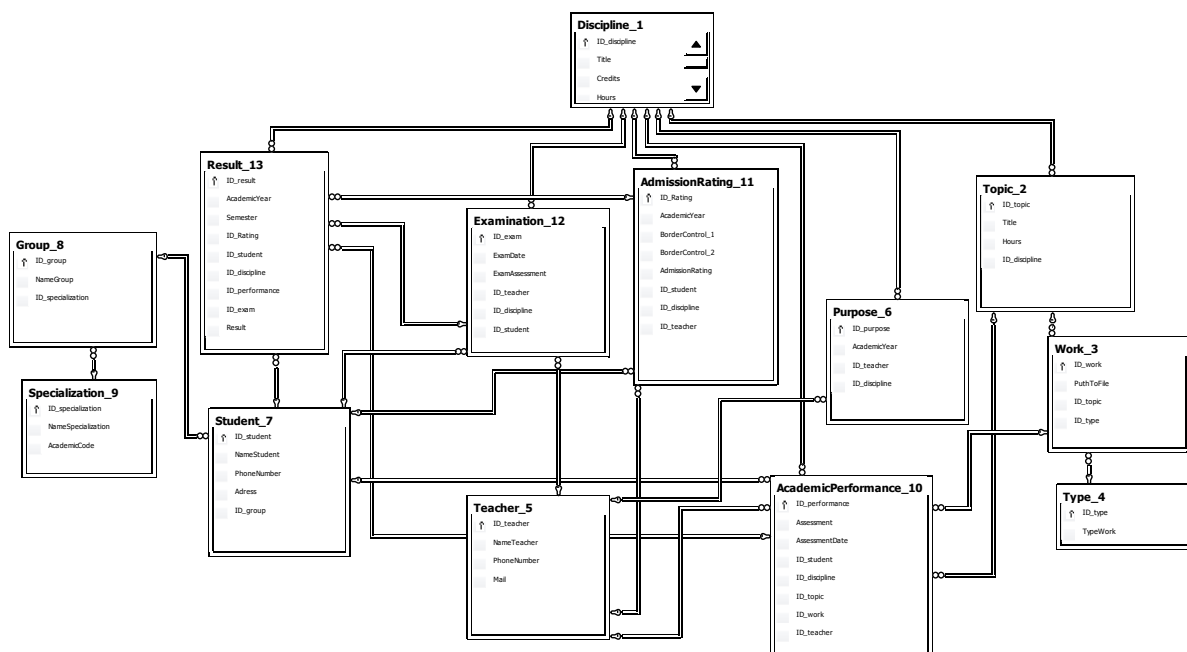 Discipline_1
ID_discipline
Title
Credits
Hours
Result_13
ID_result
AcademicYear
Semester
ID_Rating
ID_student
ID_discipline
ID_performance
ID_exam
Result
Examination_12
ID_exam
ExamDate
ExamAssessment
ID_teacher
ID_discipline
ID_student
AdmissionRating_11
ID_Rating
AcademicYear
BorderControl_1
BorderControl_2
AdmissionRating
ID_student
ID_discipline
ID_teacher
Topic_2
ID_topic
Title
Hours
ID_discipline
Group_8
ID_group
NameGroup
ID_specialization
Purpose_6
ID_purpose
AcademicYear
ID_teacher
ID_discipline
Work_3
ID_work
PuthToFile
ID_topic
ID_type
Specialization_9
ID_specialization
NameSpecialization
AcademicCode
Student_7
ID_student
NameStudent
PhoneNumber
Adress
ID_group
Teacher_5
ID_teacher
NameTeacher
PhoneNumber
Mail
AcademicPerformance_10
ID_performance
Assessment
AssessmentDate
ID_student
ID_discipline
ID_topic
ID_work
ID_teacher
Type_4
ID_type
TypeWork